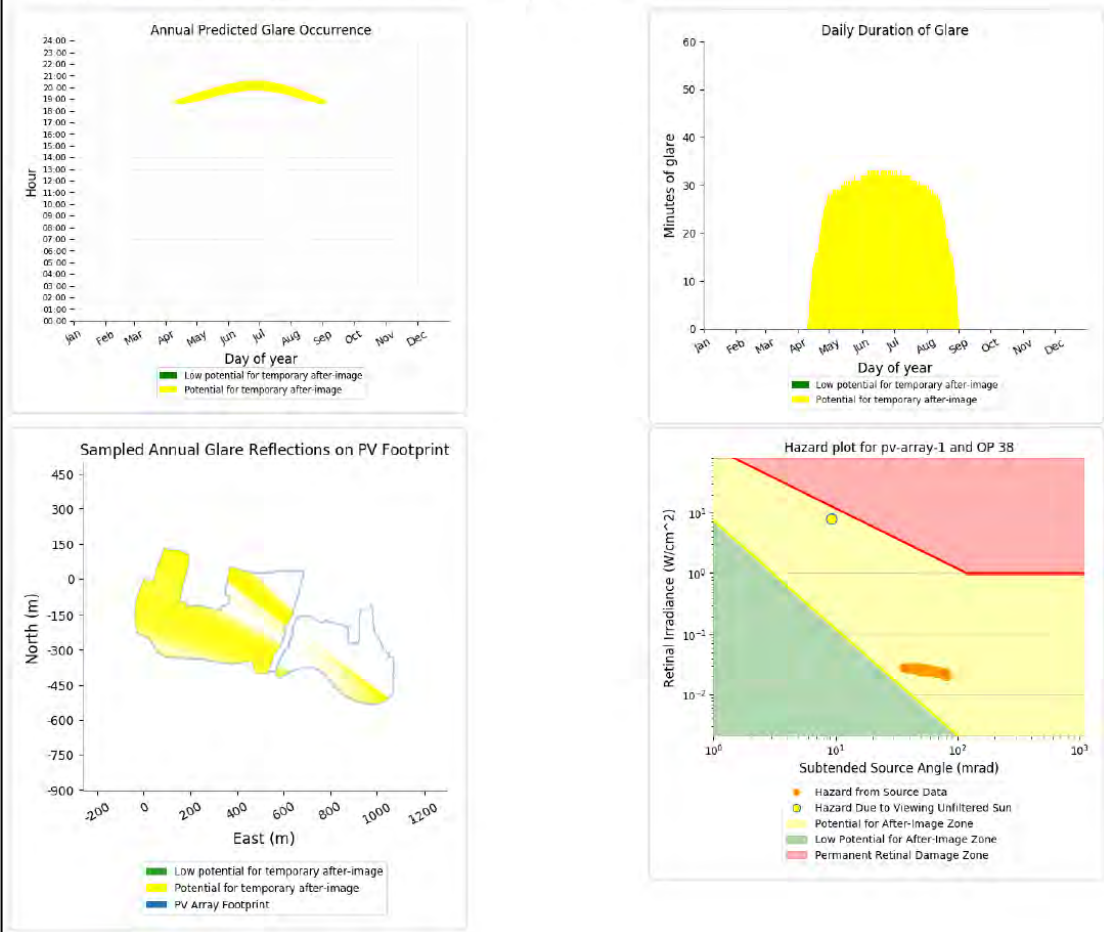 Annual Predicted Glare Occurrence
24:00
23:00
22:00
21:00
20:00
19:00
18:00
17:00
16:00
15:00
14:00
13:00
12:00
11:00
10:00
09:00
08:00
07:00
06:00
05:00
04:00
03:00
02:00
01:00
00:00
Hour
Jan Feb Mar Apr May Jun Jul Aug Sep Oct Nov Dec
Day of year
Low potential for temporary after-image
Potential for temporary after-image
Daily Duration of Glare
60
50
40
30
20
10
0
Minutes of glare
Jan Feb Mar Apr May Jun Jul Aug Sep Oct Nov Dec
Day of year
Low potential for temporary after-image
Potential for temporary after-image
Sampled Annual Glare Reflections on PV Footprint
450
300
150
0
-150
-300
-450
-600
-750
-900
North (m)
-200 0 200 400 600 800 1000 1200
East (m)
Low potential for temporary after-image
Potential for temporary after-image
PV Array Footprint
Hazard plot for pv-array-1 and OP 38
10¹
10⁰
10⁻¹
10⁻²
Retinal Irradiance (W/cm^2)
10⁰ 10¹ 10² 10³
Subtended Source Angle (mrad)
Hazard from Source Data
Hazard Due to Viewing Unfiltered Sun
Potential for After-Image Zone
Low Potential for After-Image Zone
Permanent Retinal Damage Zone